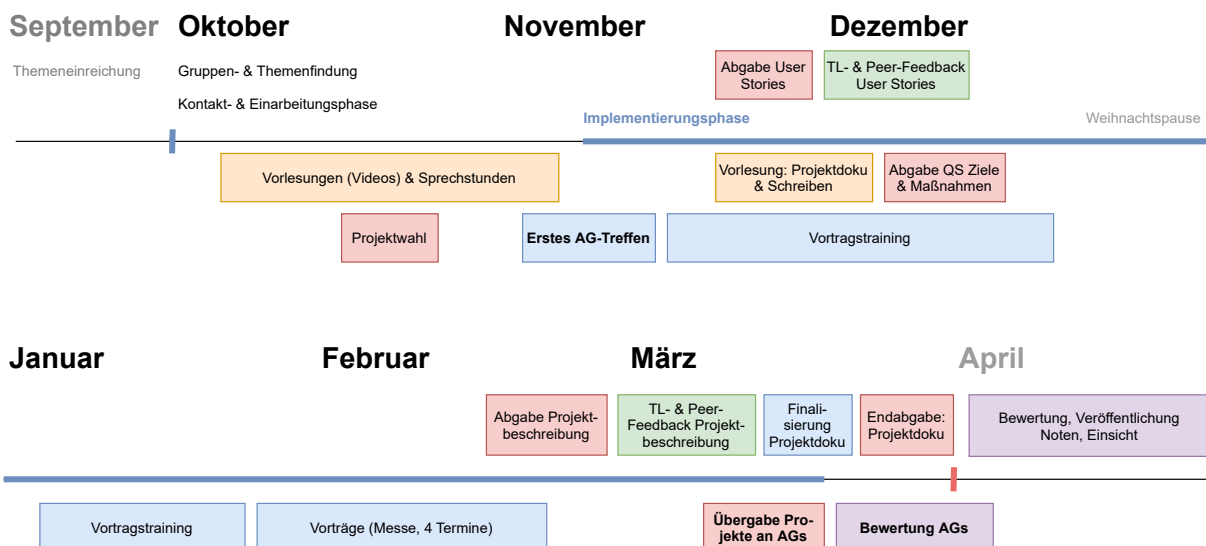 September Oktober November Dezember
Themeneinreichung
Gruppen- & Themenfindung
Kontakt- & Einarbeitungsphase
Abgabe User
Stories
TL- & Peer-Feedback
User Stories
Implementierungsphase
Weihnachtspause
Vorlesungen (Videos) & Sprechstunden
Vorlesung: Projektdoku
& Schreiben
Abgabe QS Ziele
& Maßnahmen
Projektwahl
Erstes AG-Treffen
Vortragstraining
Januar Februar März April
Abgabe Projekt-
beschreibung
TL- & Peer-
Feedback Projekt-
beschreibung
Finali-
sierung
Projektdoku
Endabgabe:
Projektdoku
Bewertung, Veröffentlichung
Noten, Einsicht
Vortragstraining
Vorträge (Messe, 4 Termine)
Übergabe Pro-
jekte an AGs
Bewertung AGs